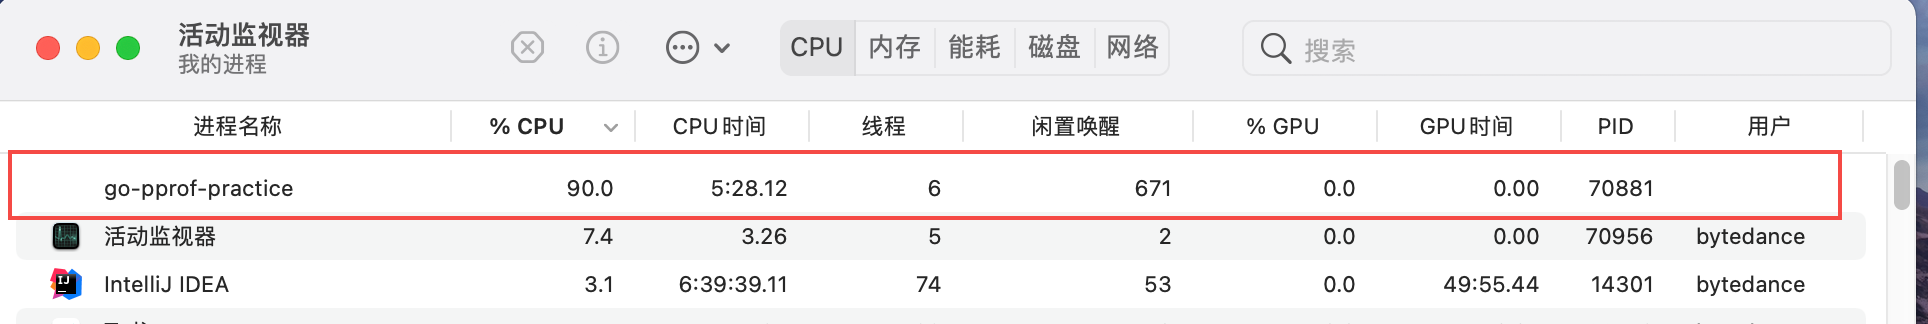 活动监视器
我的进程
CPU 内存 能耗 磁盘 网络
搜索
进程名称 % CPU CPU时间 线程 闲置唤醒 % GPU GPU时间 PID 用户
go-pprof-practice 90.0 5:28.12 6 671 0.0 0.00 70881
活动监视器 7.4 3.26 5 2 0.0 0.00 70956 bytedance
IntelliJ IDEA 3.1 6:39:39.11 74 53 0.0 49:55.44 14301 bytedance